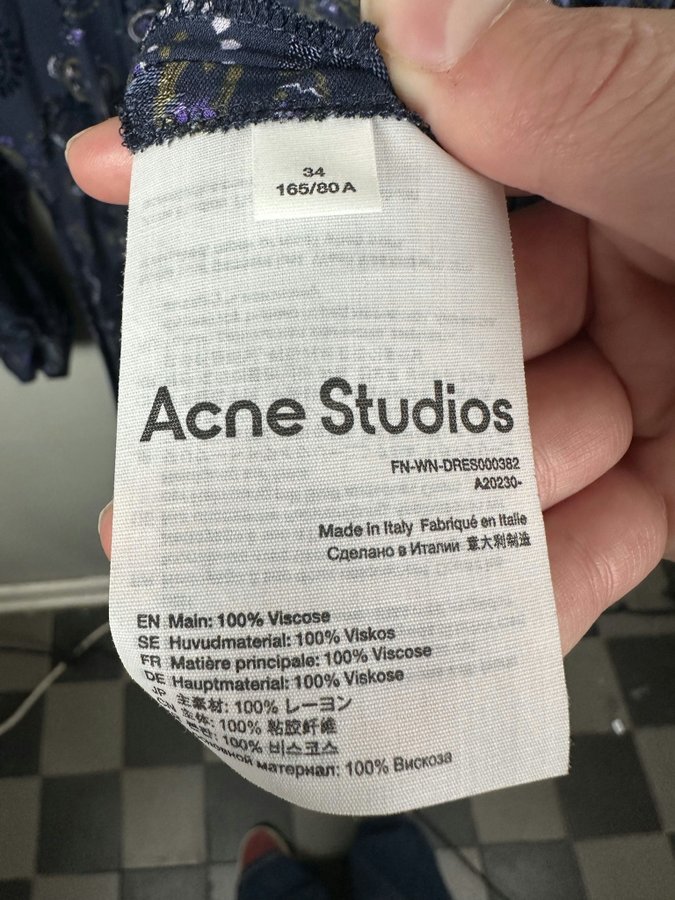 34
165/80 A
Acne Studios
FN-WN-DRES000382
A20230-
Made in Italy Fabriqué en Italie
Сделано в Италии 意大利制造
EN Main: 100% Viscose
SE Huvudmaterial: 100% Viskos
FR Matière principale: 100% Viscose
DE Hauptmaterial: 100% Viskose
JP 主素材: 100% レーヨン
CN 主体: 100% 粘胶纤维
100% 비스코스
материал: 100% Вискоза